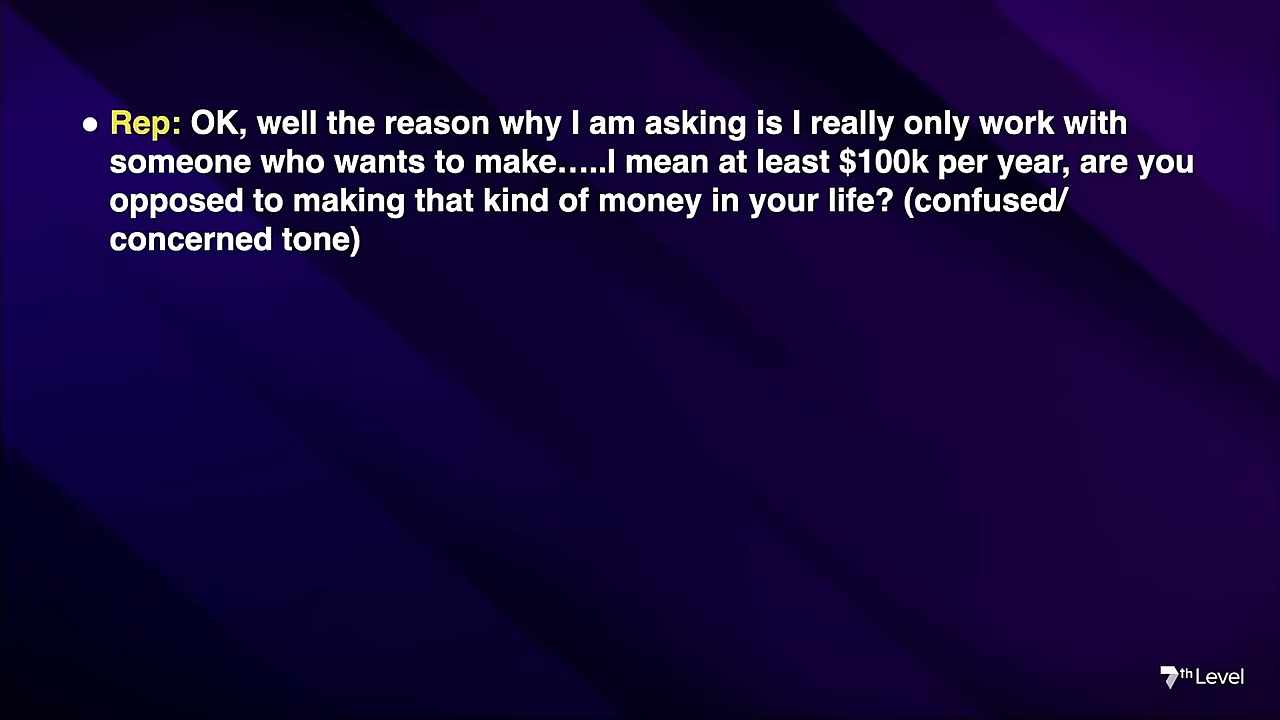 ● Rep: OK, well the reason why I am asking is I really only work with
someone who wants to make…..I mean at least $100k per year, are you
opposed to making that kind of money in your life? (confused/
concerned tone)
7th Level